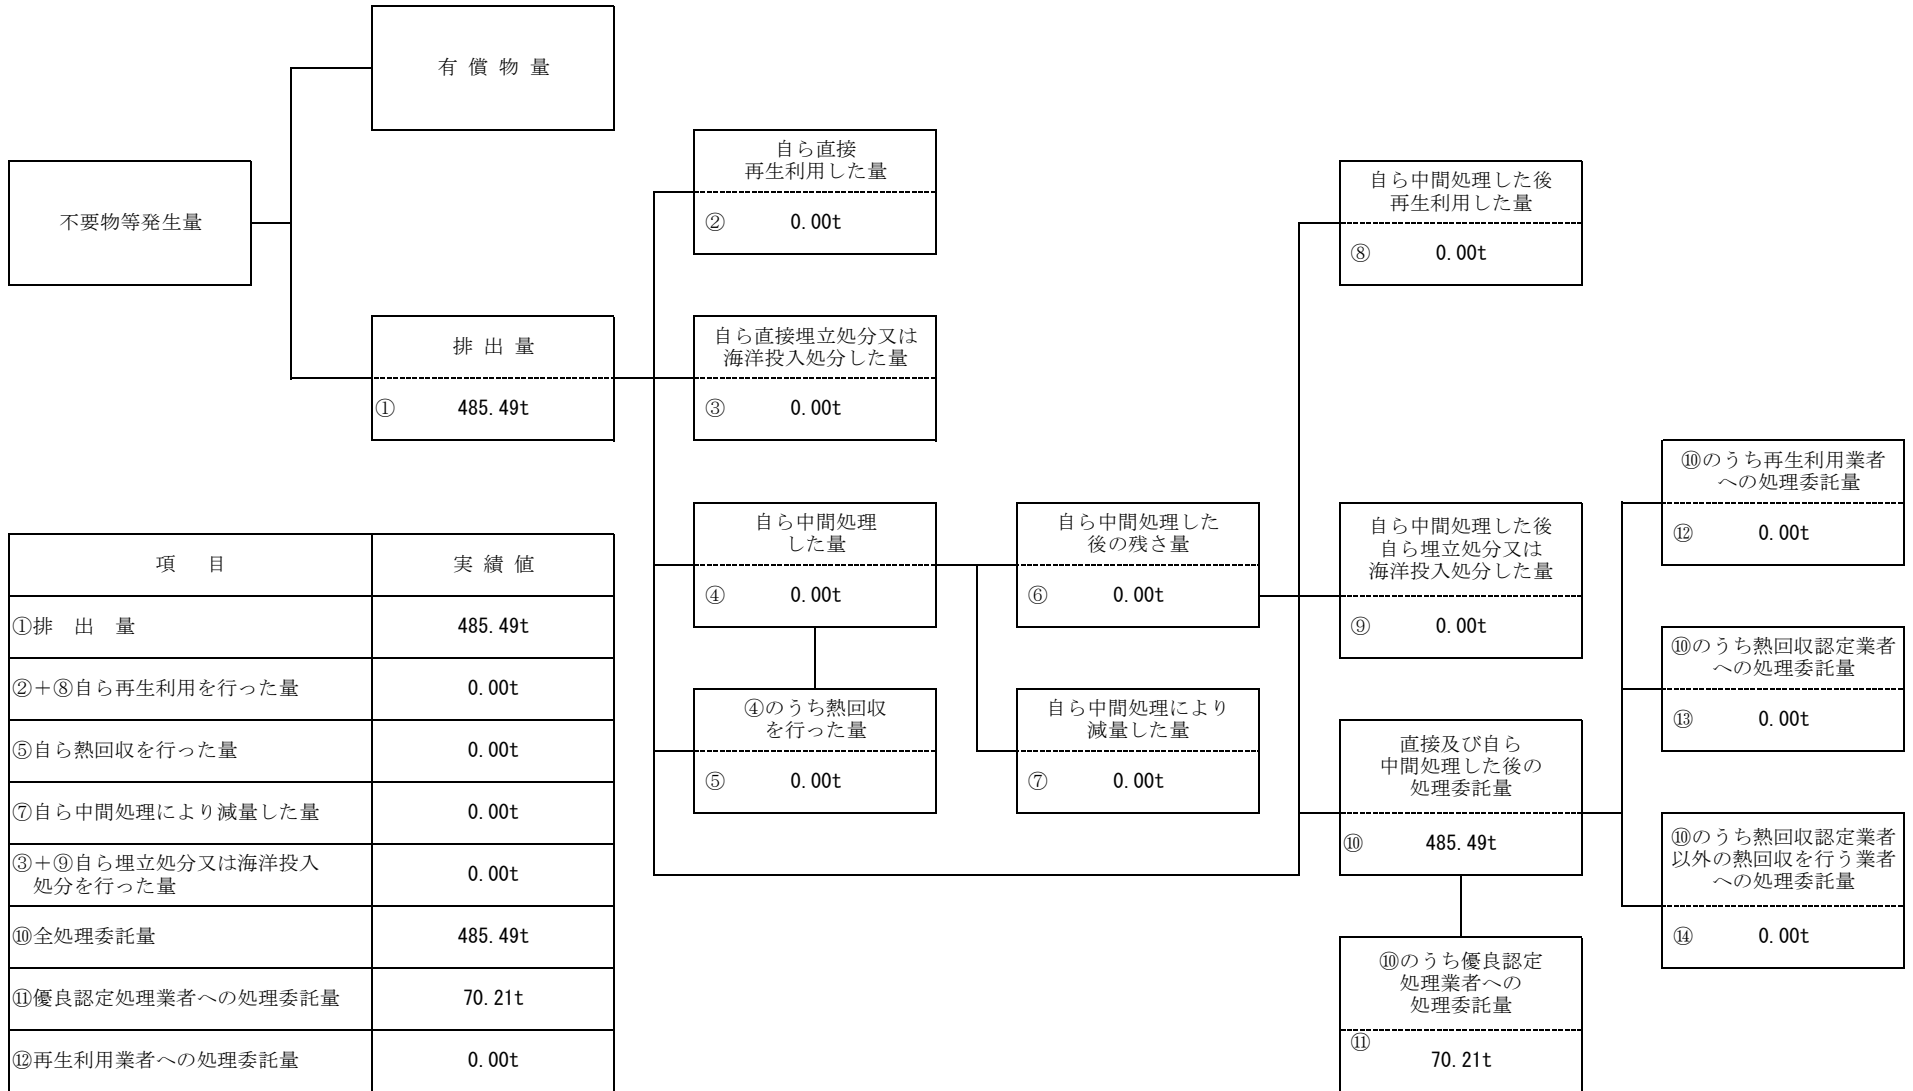 有 償 物 量
不要物等発生量
排 出 量
① 485.49t
自ら直接
再生利用した量
② 0.00t
自ら直接埋立処分又は
海洋投入処分した量
③ 0.00t
自ら中間処理
した量
④ 0.00t
④のうち熱回収
を行った量
⑤ 0.00t
自ら中間処理した
後の残さ量
⑥ 0.00t
自ら中間処理により
減量した量
⑦ 0.00t
自ら中間処理した後
再生利用した量
⑧ 0.00t
自ら中間処理した後
自ら埋立処分又は
海洋投入処分した量
⑨ 0.00t
直接及び自ら
中間処理した後の
処理委託量
⑩ 485.49t
⑩のうち優良認定
処理業者への
処理委託量
⑪
70.21t
⑩のうち再生利用業者
への処理委託量
⑫ 0.00t
⑩のうち熱回収認定業者
への処理委託量
⑬ 0.00t
⑩のうち熱回収認定業者
以外の熱回収を行う業者
への処理委託量
⑭ 0.00t
項 目 実 績 値
①排 出 量 485.49t
②＋⑧自ら再生利用を行った量 0.00t
⑤自ら熱回収を行った量 0.00t
⑦自ら中間処理により減量した量 0.00t
③＋⑨自ら埋立処分又は海洋投入
処分を行った量 0.00t
⑩全処理委託量 485.49t
⑪優良認定処理業者への処理委託量 70.21t
⑫再生利用業者への処理委託量 0.00t